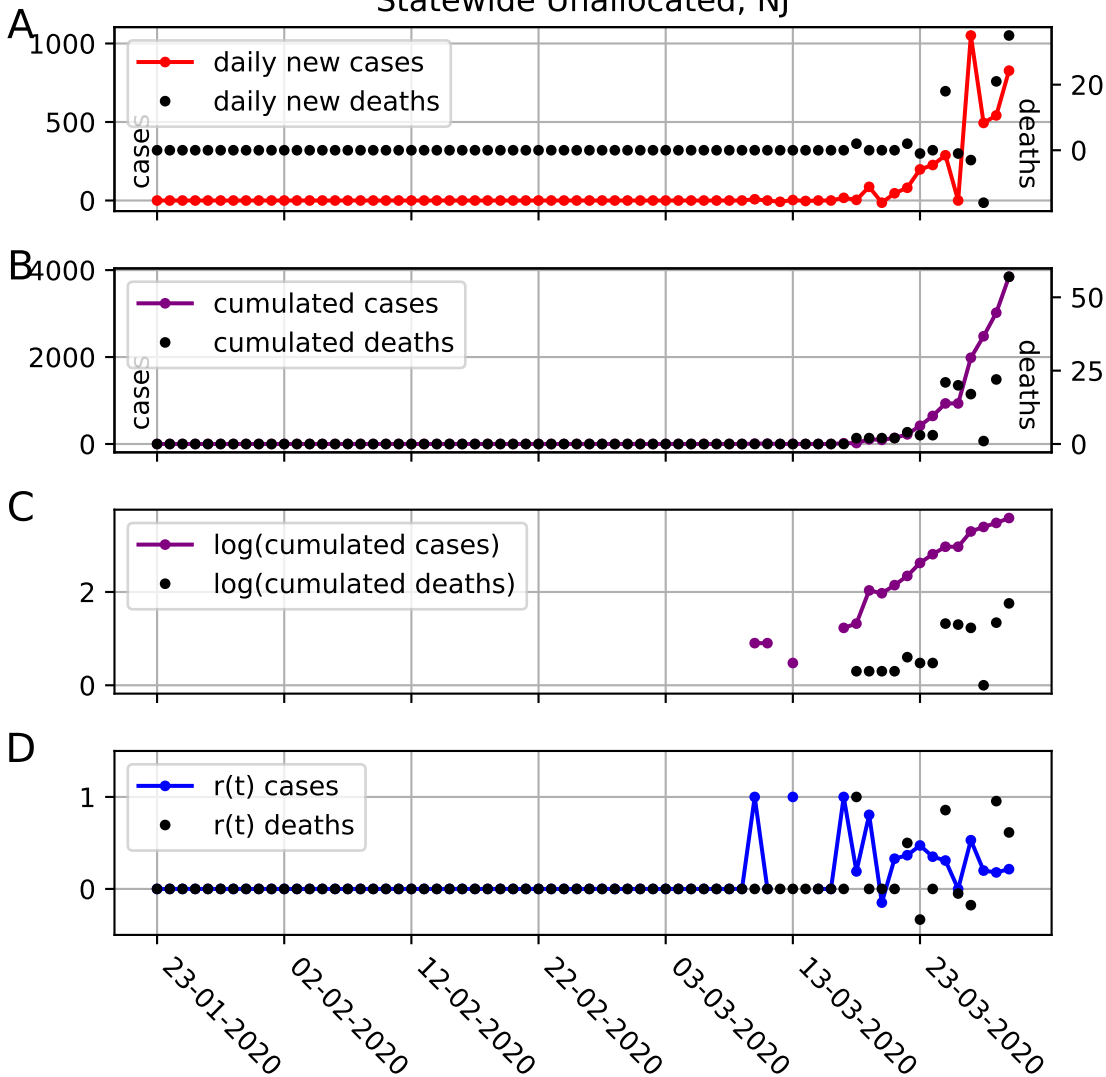 Statewide Unallocated, NJ
A
1000
500
0
daily new cases
daily new deaths
cases
20
0
deaths
B
4000
2000
0
cumulated cases
cumulated deaths
cases
50
25
0
deaths
C
2
0
log(cumulated cases)
log(cumulated deaths)
D
1
0
r(t) cases
r(t) deaths
23-01-2020
02-02-2020
12-02-2020
22-02-2020
03-03-2020
13-03-2020
23-03-2020